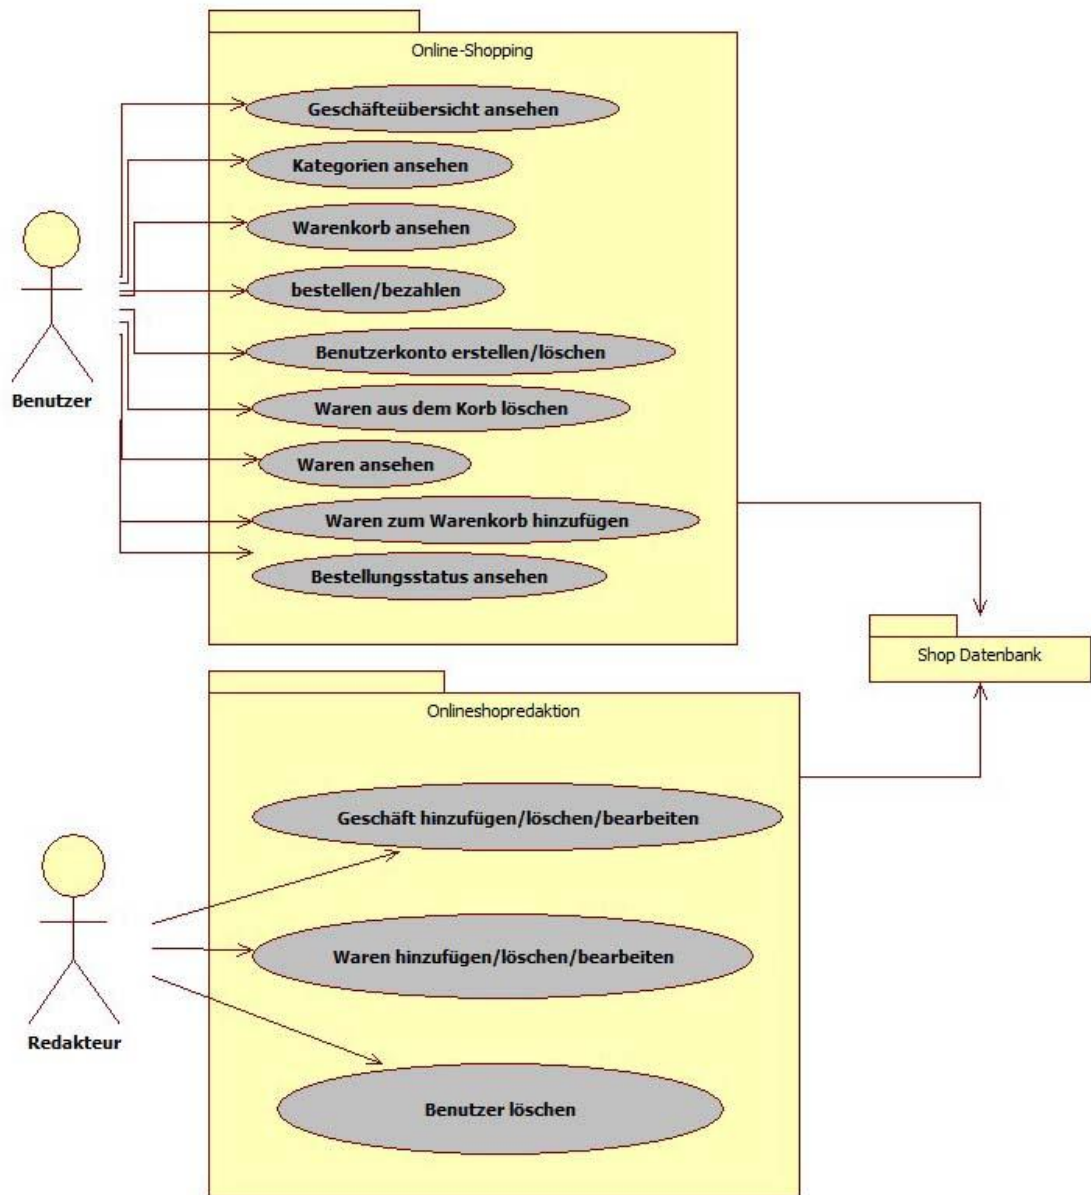 Online-Shopping
Geschäfteübersicht ansehen
Kategorien ansehen
Warenkorb ansehen
bestellen/bezahlen
Benutzerkonto erstellen/löschen
Benutzer
Waren aus dem Korb löschen
Waren ansehen
Waren zum Warenkorb hinzufügen
Bestellungsstatus ansehen
Shop Datenbank
Onlineshopredaktion
Geschäft hinzufügen/löschen/bearbeiten
Waren hinzufügen/löschen/bearbeiten
Redakteur
Benutzer löschen